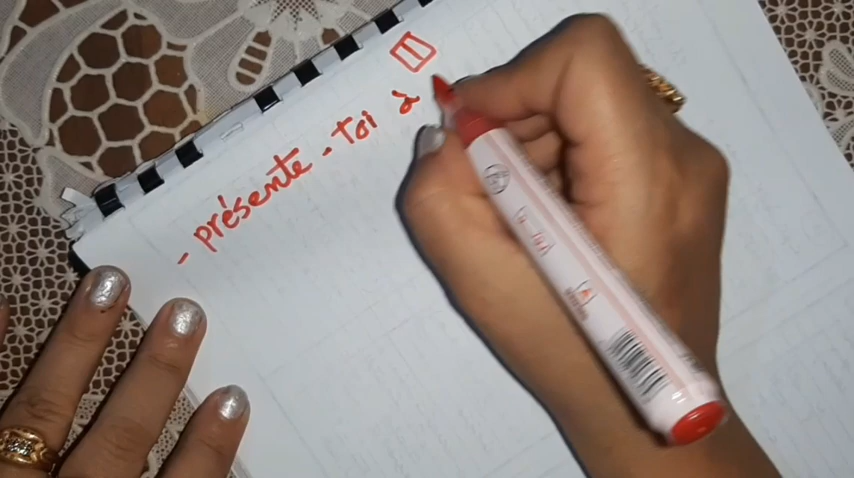 - présente - toi à